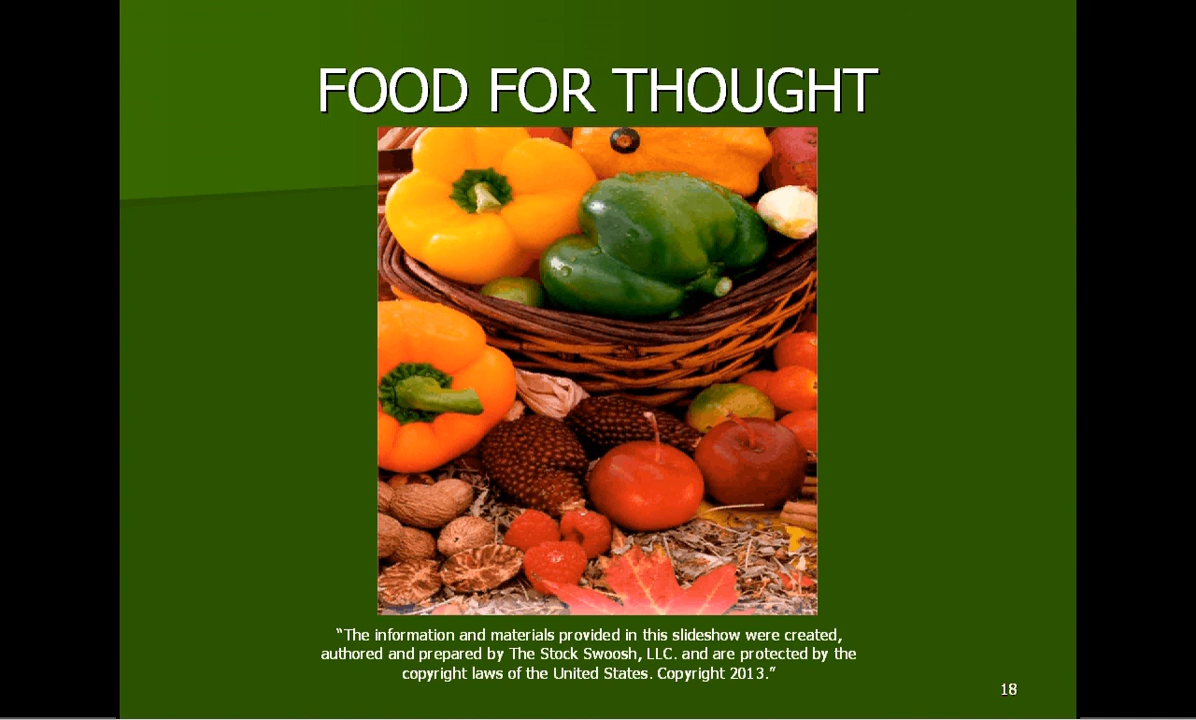 FOOD FOR THOUGHT
“The information and materials provided in this slideshow were created,
authored and prepared by The Stock Swoosh, LLC. and are protected by the
copyright laws of the United States. Copyright 2013.”
18